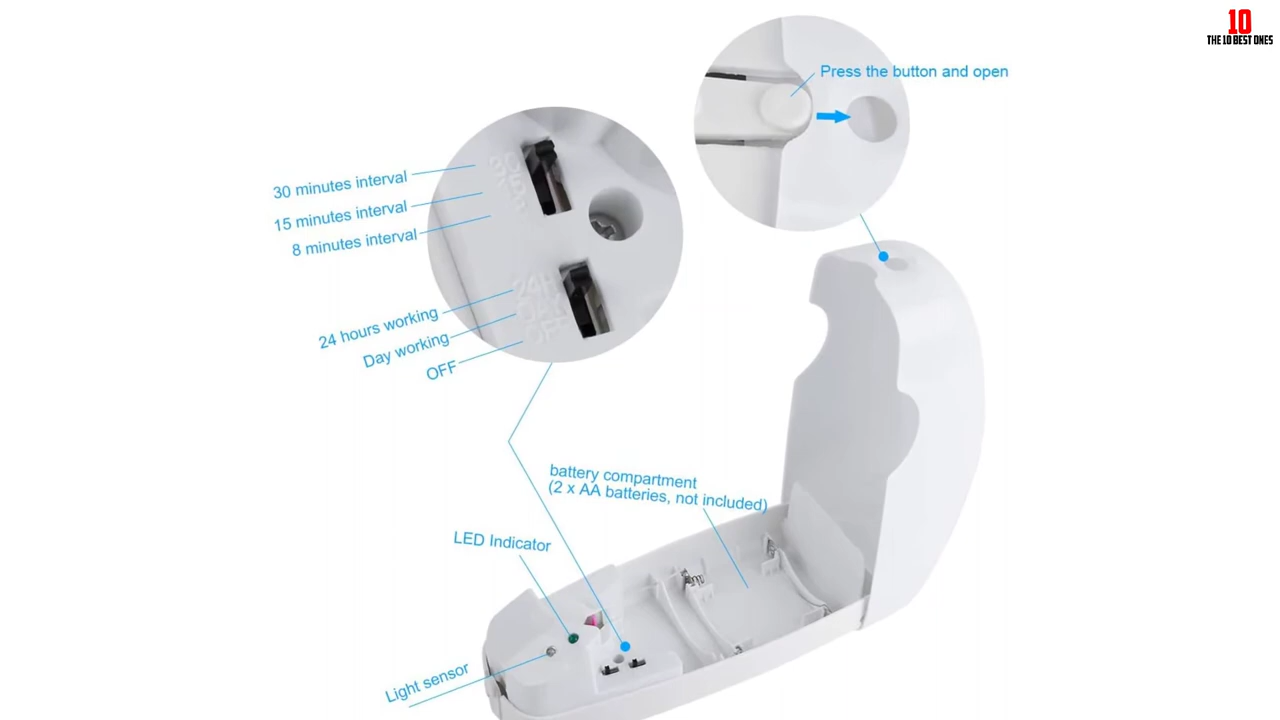 10
THE 10 BEST ONES
Press the button and open
30 minutes interval
15 minutes interval
8 minutes interval
24 hours working
Day working
OFF
battery compartment
(2 x AA batteries, not included)
LED Indicator
Light sensor